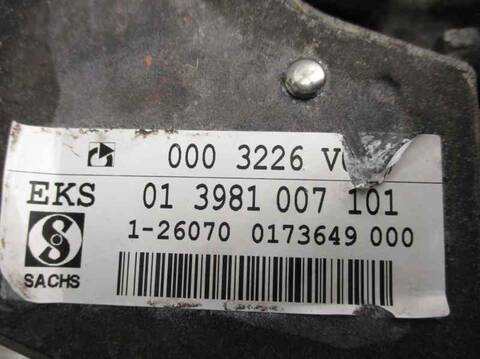 000 3226
EKS 01 3981 007 101
1-26070 0173649 000
SACHS